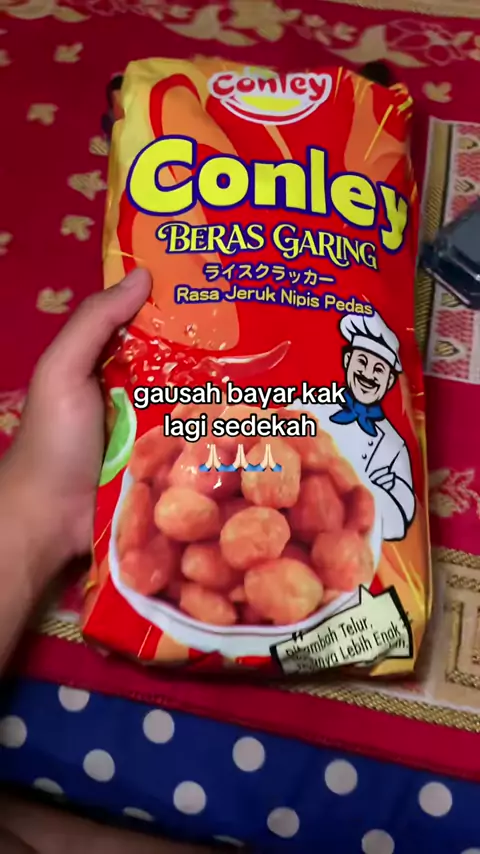 Conley
Conley
BERAS GARING
ライスクラッカー
Rasa Jeruk Nipis Pedas
gausah bayar kak
lagi sedekah
🙏🏻🙏🏻🙏🏻
Telur,
Lebih Enak